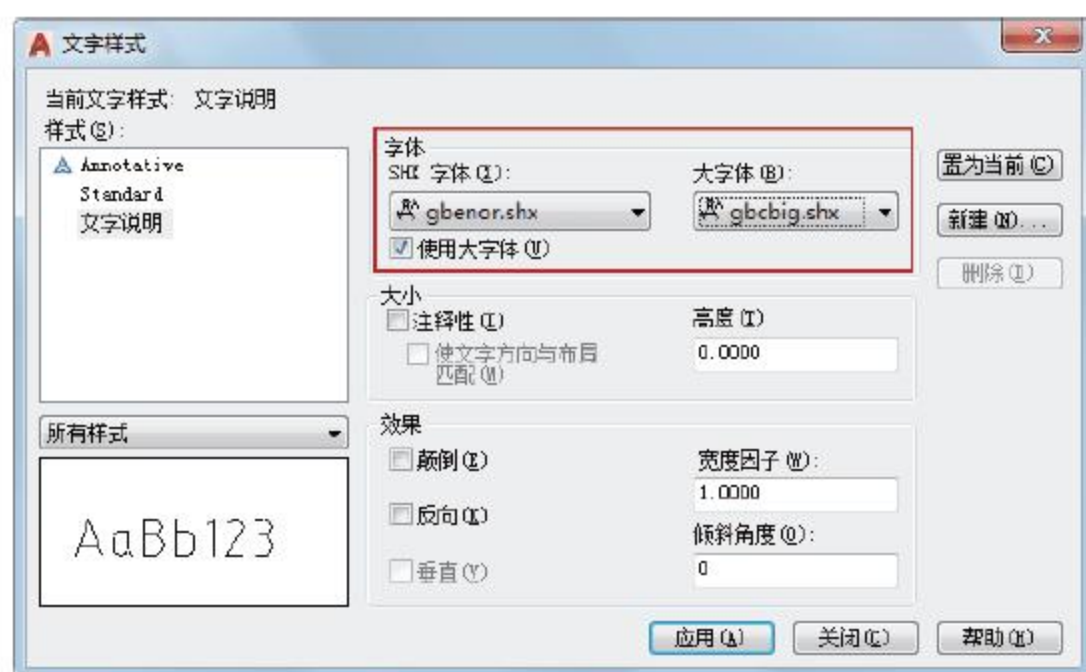 文字样式
当前文字样式: 文字说明
样式(S):
Annotative
Standard
文字说明
字体
SHX 字体(X):
大字体(B):
gbenor.shx
gbcbig.shx
使用大字体(U)
置为当前(C)
新建(N)...
删除(D)
大小
注释性(I)
高度(T)
使文字方向与布局
匹配(M)
0.0000
所有样式
AaBb123
效果
颠倒(E)
宽度因子(W):
1.0000
反向(K)
倾斜角度(O):
垂直(V)
0
应用(A)
关闭(C)
帮助(H)